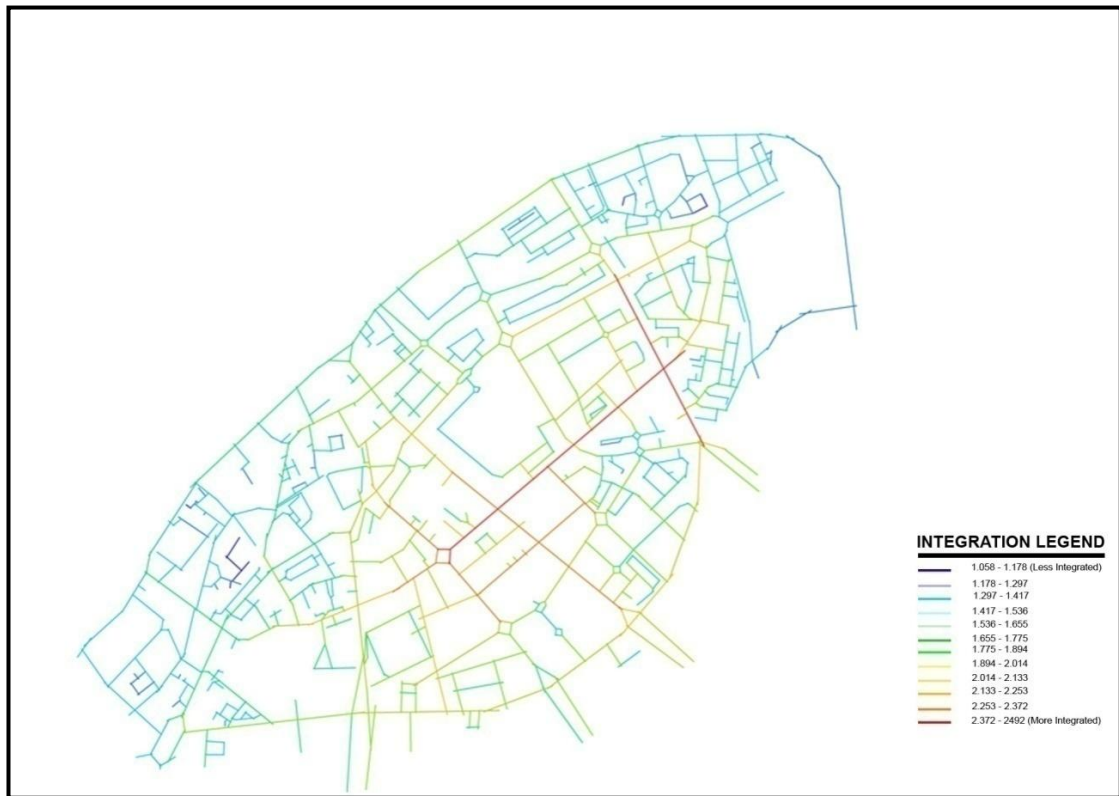 INTEGRATION LEGEND
1.058 - 1.178 (Less Integrated)
1.178 - 1.297
1.297 - 1.417
1.417 - 1.536
1.536 - 1.655
1.655 - 1.775
1.775 - 1.894
1.894 - 2.014
2.014 - 2.133
2.133 - 2.253
2.253 - 2.372
2.372 - 2492 (More Integrated)